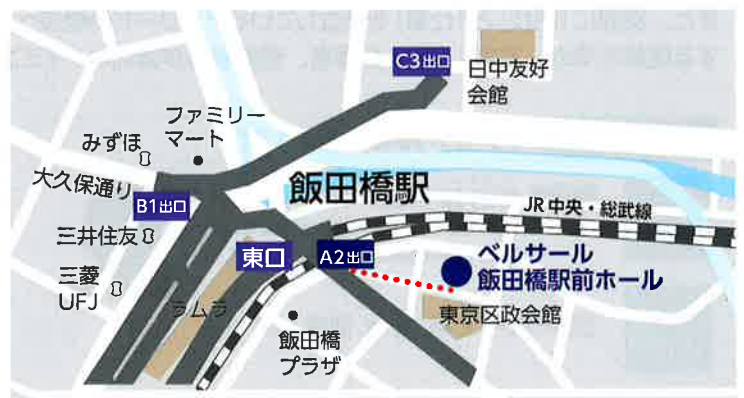 C3出口
日中友好
会館
ファミリー
マート
みずほ
大久保通り
飯田橋駅
B1出口
JR中央・総武線
三井住友
東口
A2出口
ベルサール
飯田橋駅前ホール
三菱
UFJ
ラムラ
東京区政会館
飯田橋
プラザ